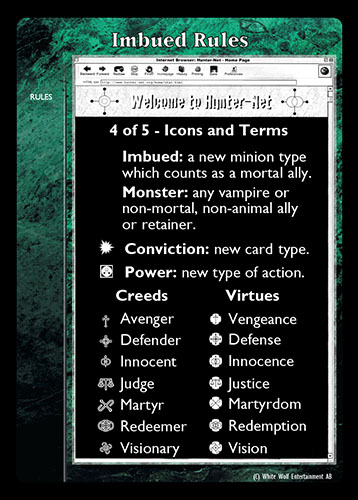 Imbued Rules
Internet Browser: Hunter-Net - Home Page
RULES
Welcome to Hunter-Net
4 of 5 - Icons and Terms
Imbued: a new minion type
which counts as a mortal ally.
Monster: any vampire or
non-mortal, non-animal ally
or retainer.
Conviction: new card type.
Power: new type of action.
Creeds Virtues
Avenger Vengeance
Defender Defense
Innocent Innocence
Judge Justice
Martyr Martyrdom
Redeemer Redemption
Visionary Vision
(C) White Wolf Entertainment AB